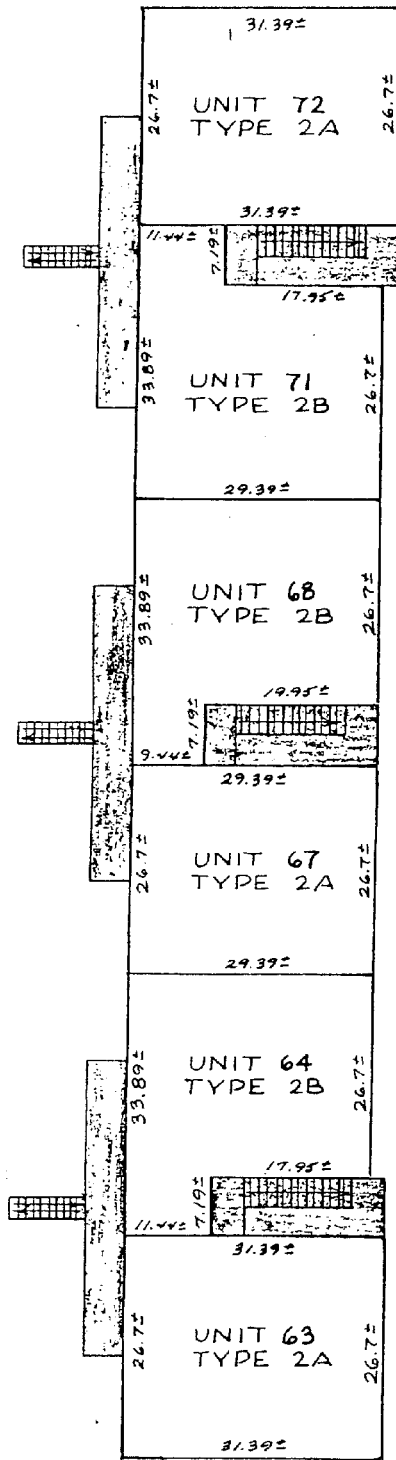 31.39±
26.7±
26.7±
UNIT 72
TYPE 2A
31.39±
11.44±
7.19±
17.95±
33.89±
UNIT 71
TYPE 2B
26.7±
29.39±
33.89±
UNIT 68
TYPE 2B
26.7±
19.95±
7.19±
9.44±
29.39±
26.7±
UNIT 67
TYPE 2A
26.7±
29.39±
33.89±
UNIT 64
TYPE 2B
26.7±
17.95±
7.19±
11.44±
31.39±
26.7±
UNIT 63
TYPE 2A
26.7±
31.39±